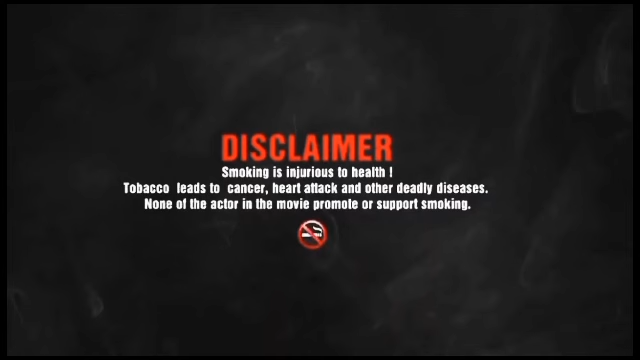 DISCLAIMER
Smoking is injurious to health !
Tobacco leads to cancer, heart attack and other deadly diseases.
None of the actor in the movie promote or support smoking.